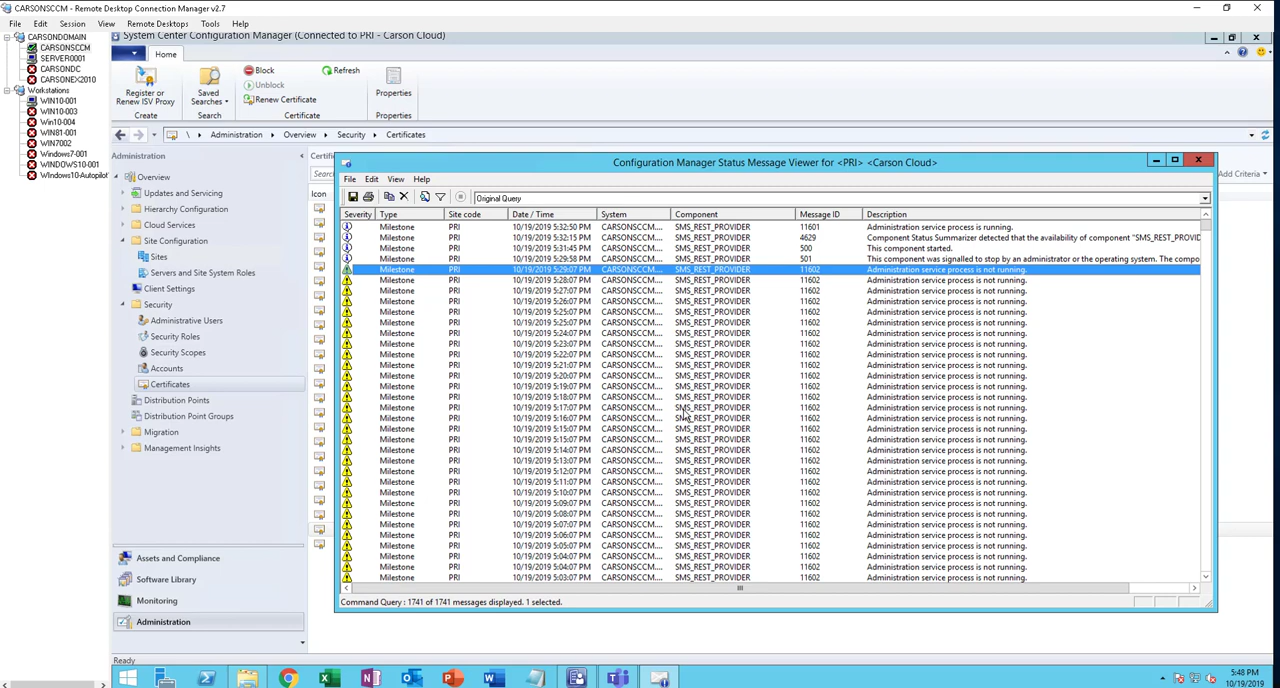 CARSONSCCM - Remote Desktop Connection Manager v2.7
File Edit Session View Remote Desktops Tools Help
CARSONDOMAIN
CARSONSCCM
SERVER0001
CARSONDC
CARSONEX2010
Workstations
WIN10-001
WIN10-003
Win10-004
WIN81-001
WIN7002
Windows7-001
WINDOWS10-001
Windows10-Autopilot
System Center Configuration Manager (Connected to PRI - Carson Cloud)
Home
Register or
Renew ISV Proxy
Create
Saved
Searches
Search
Block
Unblock
Renew Certificate
Certificate
Refresh
Properties
Properties
\ Administration Overview Security Certificates
Administration
Overview
Updates and Servicing
Hierarchy Configuration
Cloud Services
Site Configuration
Sites
Servers and Site System Roles
Client Settings
Security
Administrative Users
Security Roles
Security Scopes
Accounts
Certificates
Distribution Points
Distribution Point Groups
Migration
Management Insights
Assets and Compliance
Software Library
Monitoring
Administration
Ready
Certifi
Searc
Icon
Add Criteria
Configuration Manager Status Message Viewer for <PRI> <Carson Cloud>
File Edit View Help
Original Query
Severity Type Site code Date / Time System Component Message ID Description
Milestone PRI 10/19/2019 5:32:50 PM CARSONSCCM.... SMS_REST_PROVIDER 11601 Administration service process is running.
Milestone PRI 10/19/2019 5:32:15 PM CARSONSCCM.... SMS_REST_PROVIDER 4629 Component Status Summarizer detected that the availability of component "SMS_REST_PROVID
Milestone PRI 10/19/2019 5:31:45 PM CARSONSCCM.... SMS_REST_PROVIDER 500 This component started.
Milestone PRI 10/19/2019 5:29:58 PM CARSONSCCM.... SMS_REST_PROVIDER 501 This component was signalled to stop by an administrator or the operating system. The compo
Milestone PRI 10/19/2019 5:29:07 PM CARSONSCCM.... SMS_REST_PROVIDER 11602 Administration service process is not running.
Milestone PRI 10/19/2019 5:28:07 PM CARSONSCCM.... SMS_REST_PROVIDER 11602 Administration service process is not running.
Milestone PRI 10/19/2019 5:27:07 PM CARSONSCCM.... SMS_REST_PROVIDER 11602 Administration service process is not running.
Milestone PRI 10/19/2019 5:26:07 PM CARSONSCCM.... SMS_REST_PROVIDER 11602 Administration service process is not running.
Milestone PRI 10/19/2019 5:25:07 PM CARSONSCCM.... SMS_REST_PROVIDER 11602 Administration service process is not running.
Milestone PRI 10/19/2019 5:24:07 PM CARSONSCCM.... SMS_REST_PROVIDER 11602 Administration service process is not running.
Milestone PRI 10/19/2019 5:23:07 PM CARSONSCCM.... SMS_REST_PROVIDER 11602 Administration service process is not running.
Milestone PRI 10/19/2019 5:22:07 PM CARSONSCCM.... SMS_REST_PROVIDER 11602 Administration service process is not running.
Milestone PRI 10/19/2019 5:21:07 PM CARSONSCCM.... SMS_REST_PROVIDER 11602 Administration service process is not running.
Milestone PRI 10/19/2019 5:20:07 PM CARSONSCCM.... SMS_REST_PROVIDER 11602 Administration service process is not running.
Milestone PRI 10/19/2019 5:19:07 PM CARSONSCCM.... SMS_REST_PROVIDER 11602 Administration service process is not running.
Milestone PRI 10/19/2019 5:18:07 PM CARSONSCCM.... SMS_REST_PROVIDER 11602 Administration service process is not running.
Milestone PRI 10/19/2019 5:17:07 PM CARSONSCCM.... SMS_REST_PROVIDER 11602 Administration service process is not running.
Milestone PRI 10/19/2019 5:16:07 PM CARSONSCCM.... SMS_REST_PROVIDER 11602 Administration service process is not running.
Milestone PRI 10/19/2019 5:15:07 PM CARSONSCCM.... SMS_REST_PROVIDER 11602 Administration service process is not running.
Milestone PRI 10/19/2019 5:14:07 PM CARSONSCCM.... SMS_REST_PROVIDER 11602 Administration service process is not running.
Milestone PRI 10/19/2019 5:13:07 PM CARSONSCCM.... SMS_REST_PROVIDER 11602 Administration service process is not running.
Milestone PRI 10/19/2019 5:12:07 PM CARSONSCCM.... SMS_REST_PROVIDER 11602 Administration service process is not running.
Milestone PRI 10/19/2019 5:11:07 PM CARSONSCCM.... SMS_REST_PROVIDER 11602 Administration service process is not running.
Milestone PRI 10/19/2019 5:10:07 PM CARSONSCCM.... SMS_REST_PROVIDER 11602 Administration service process is not running.
Milestone PRI 10/19/2019 5:09:07 PM CARSONSCCM.... SMS_REST_PROVIDER 11602 Administration service process is not running.
Milestone PRI 10/19/2019 5:08:07 PM CARSONSCCM.... SMS_REST_PROVIDER 11602 Administration service process is not running.
Milestone PRI 10/19/2019 5:07:07 PM CARSONSCCM.... SMS_REST_PROVIDER 11602 Administration service process is not running.
Milestone PRI 10/19/2019 5:06:07 PM CARSONSCCM.... SMS_REST_PROVIDER 11602 Administration service process is not running.
Milestone PRI 10/19/2019 5:05:07 PM CARSONSCCM.... SMS_REST_PROVIDER 11602 Administration service process is not running.
Milestone PRI 10/19/2019 5:04:07 PM CARSONSCCM.... SMS_REST_PROVIDER 11602 Administration service process is not running.
Milestone PRI 10/19/2019 5:04:07 PM CARSONSCCM.... SMS_REST_PROVIDER 11602 Administration service process is not running.
Milestone PRI 10/19/2019 5:03:07 PM CARSONSCCM.... SMS_REST_PROVIDER 11602 Administration service process is not running.
Command Query : 1741 of 1741 messages displayed. 1 selected.
5:48 PM
10/19/2019